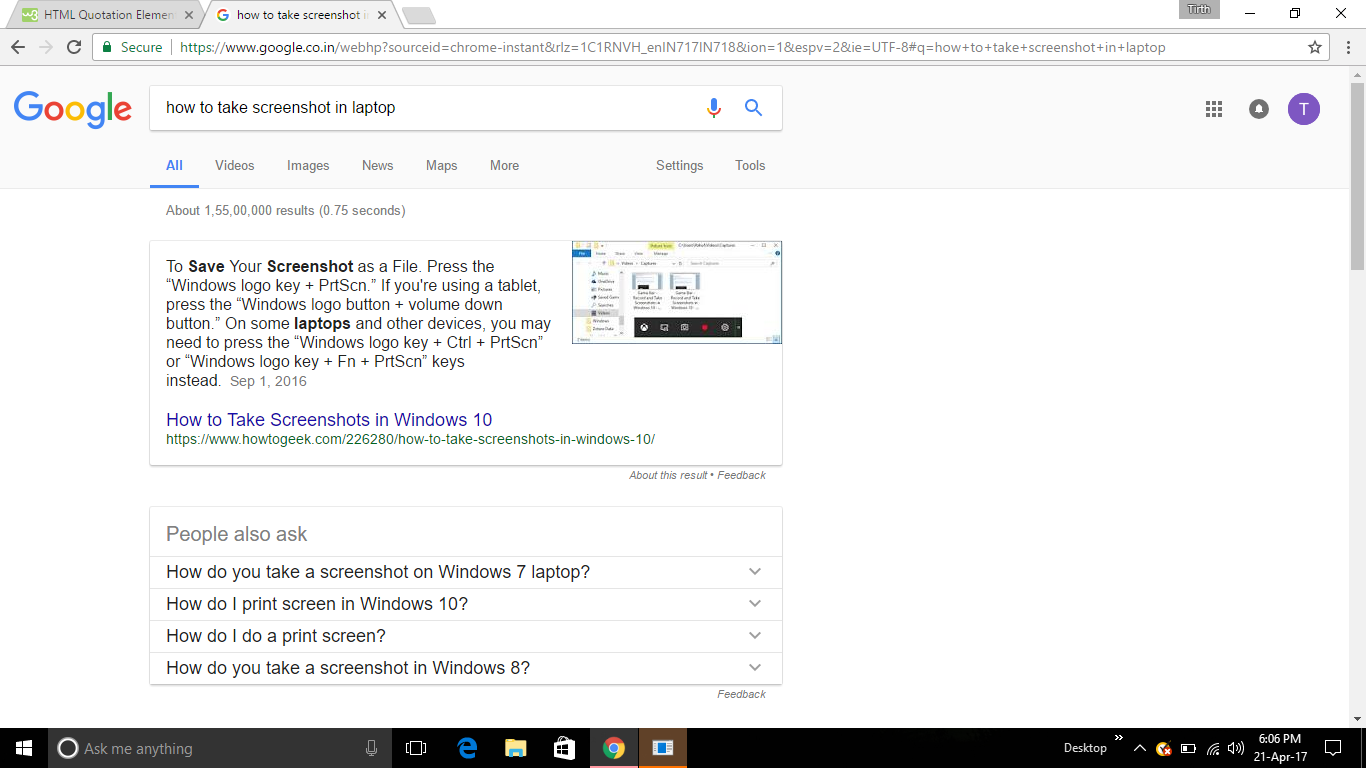 HTML Quotation Elemen
how to take screenshot i
Tirth
Secure
https://www.google.co.in/webhp?sourceid=chrome-instant&rlz=1C1RNVH_enIN717IN718&ion=1&espv=2&ie=UTF-8#q=how+to+take+screenshot+in+laptop
Google
how to take screenshot in laptop
T
All Videos Images News Maps More Settings Tools
About 1,55,00,000 results (0.75 seconds)
To Save Your Screenshot as a File. Press the
“Windows logo key + PrtScn.” If you're using a tablet,
press the “Windows logo button + volume down
button.” On some laptops and other devices, you may
need to press the “Windows logo key + Ctrl + PrtScn”
or “Windows logo key + Fn + PrtScn” keys
instead. Sep 1, 2016
How to Take Screenshots in Windows 10
https://www.howtogeek.com/226280/how-to-take-screenshots-in-windows-10/
About this result • Feedback
People also ask
How do you take a screenshot on Windows 7 laptop?
How do I print screen in Windows 10?
How do I do a print screen?
How do you take a screenshot in Windows 8?
Feedback
Ask me anything
Desktop
6:06 PM
21-Apr-17